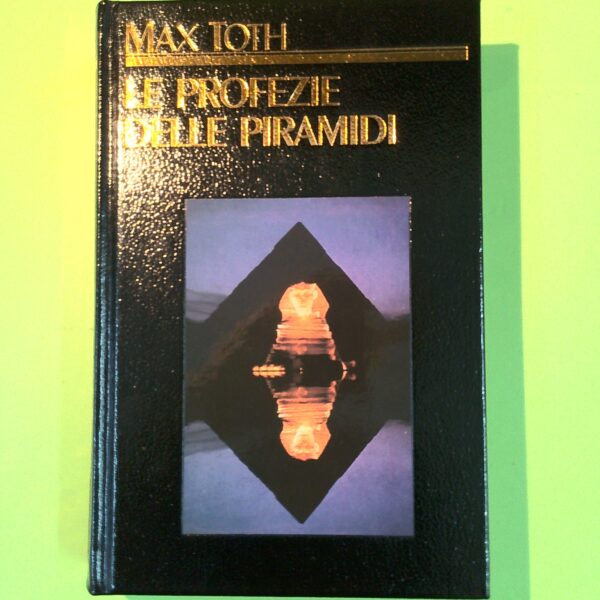 MAX TOTH
LE PROFEZIE
DELLE PIRAMIDI